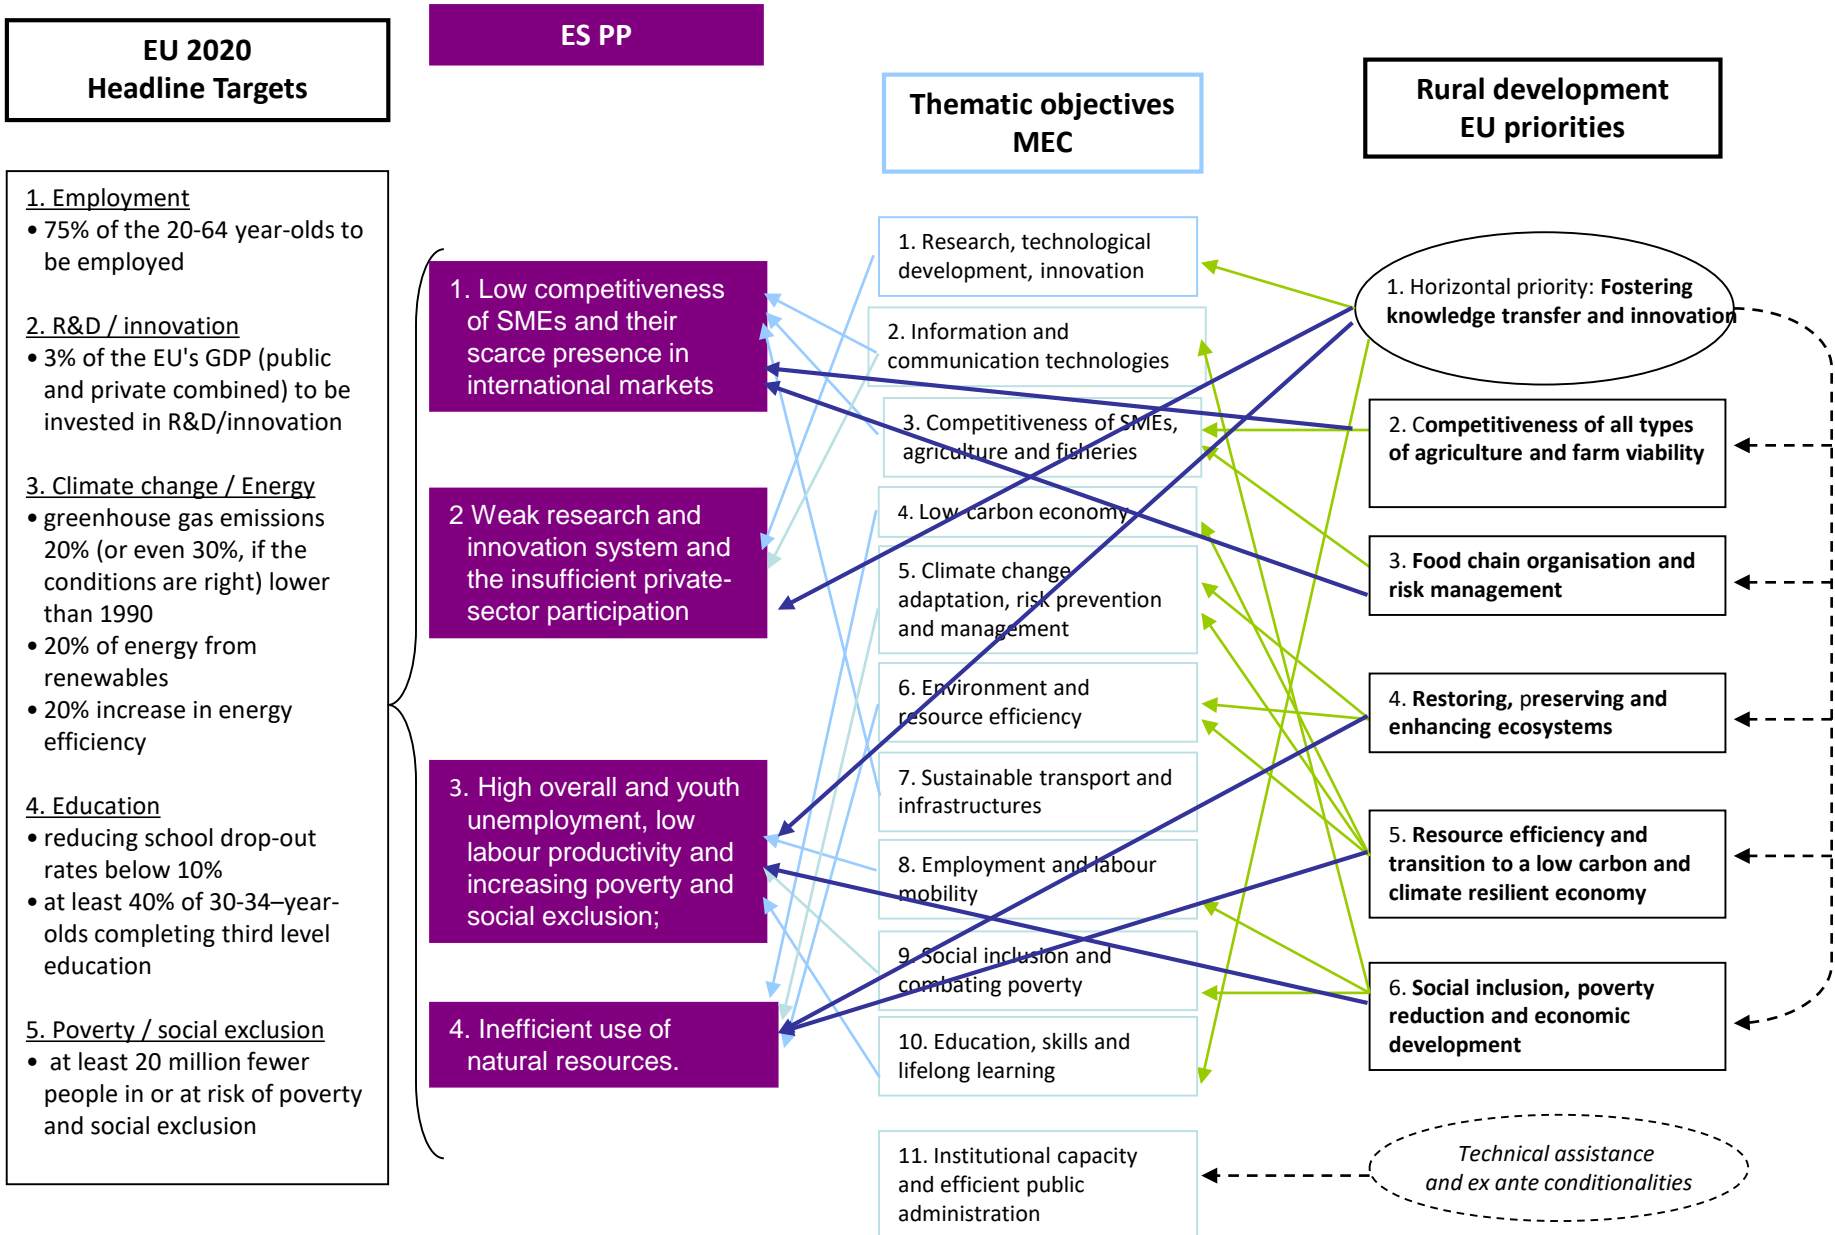 EU 2020
Headline Targets
1. Employment
• 75% of the 20-64 year-olds to
be employed
2. R&D / innovation
• 3% of the EU's GDP (public
and private combined) to be
invested in R&D/innovation
3. Climate change / Energy
• greenhouse gas emissions
20% (or even 30%, if the
conditions are right) lower
than 1990
• 20% of energy from
renewables
• 20% increase in energy
efficiency
4. Education
• reducing school drop-out
rates below 10%
• at least 40% of 30-34–year-
olds completing third level
education
5. Poverty / social exclusion
• at least 20 million fewer
people in or at risk of poverty
and social exclusion
ES PP
1. Low competitiveness
of SMEs and their
scarce presence in
international markets
2 Weak research and
innovation system and
the insufficient private-
sector participation
3. High overall and youth
unemployment, low
labour productivity and
increasing poverty and
social exclusion;
4. Inefficient use of
natural resources.
Thematic objectives
MEC
1. Research, technological
development, innovation
2. Information and
communication technologies
3. Competitiveness of SMEs,
agriculture and fisheries
4. Low-carbon economy
5. Climate change
adaptation, risk prevention
and management
6. Environment and
resource efficiency
7. Sustainable transport and
infrastructures
8. Employment and labour
mobility
9. Social inclusion and
combating poverty
10. Education, skills and
lifelong learning
11. Institutional capacity
and efficient public
administration
Rural development
EU priorities
1. Horizontal priority: Fostering
knowledge transfer and innovation
2. Competitiveness of all types
of agriculture and farm viability
3. Food chain organisation and
risk management
4. Restoring, preserving and
enhancing ecosystems
5. Resource efficiency and
transition to a low carbon and
climate resilient economy
6. Social inclusion, poverty
reduction and economic
development
Technical assistance
and ex ante conditionalities